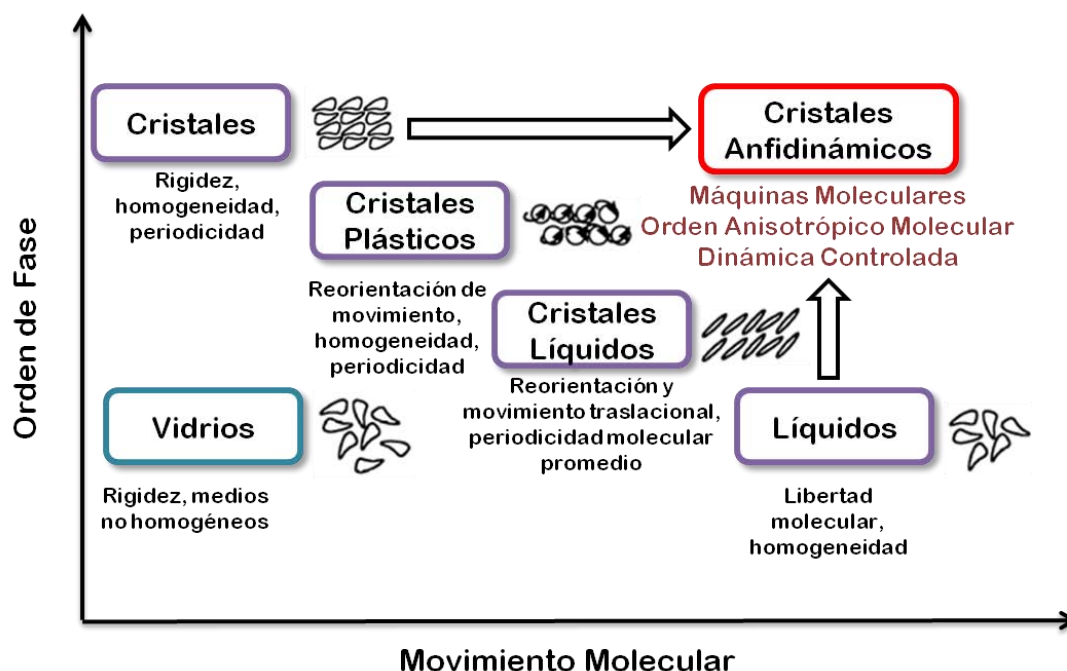 Orden de Fase
Cristales
Rigidez,
homogeneidad,
periodicidad
Cristales
Anfidinámicos
Máquinas Moleculares
Orden Anisotrópico Molecular
Dinámica Controlada
Cristales
Plásticos
Reorientación de
movimiento,
homogeneidad,
periodicidad
Cristales
Líquidos
Reorientación y
movimiento traslacional,
periodicidad molecular
promedio
Vidrios
Rigidez, medios
no homogéneos
Líquidos
Libertad
molecular,
homogeneidad
Movimiento Molecular